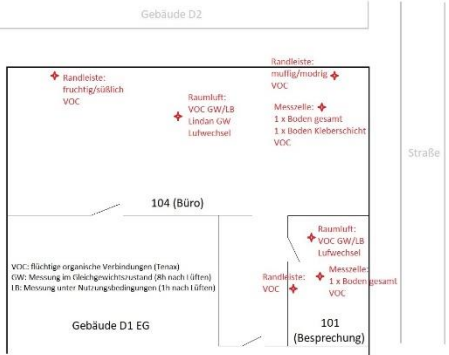 Gebäude D2
Randleiste:
muffig/modrig
VOC
Randleiste:
fruchtig/süßlich
VOC
Raumluft:
VOC GW/LB
Lindan GW
Lufwechsel
Messzelle:
1 x Boden gesamt
1 x Boden Kleberschicht
VOC
Straße
104 (Büro)
Raumluft:
VOC GW/LB
Lufwechsel
VOC: flüchtige organische Verbindungen (Tenax)
GW: Messung im Gleichgewichtszustand (8h nach Lüften)
LB: Messung unter Nutzungsbedingungen (1h nach Lüften)
Randleiste:
VOC
Messzelle:
1 x Boden gesamt
VOC
Gebäude D1 EG
101
(Besprechung)